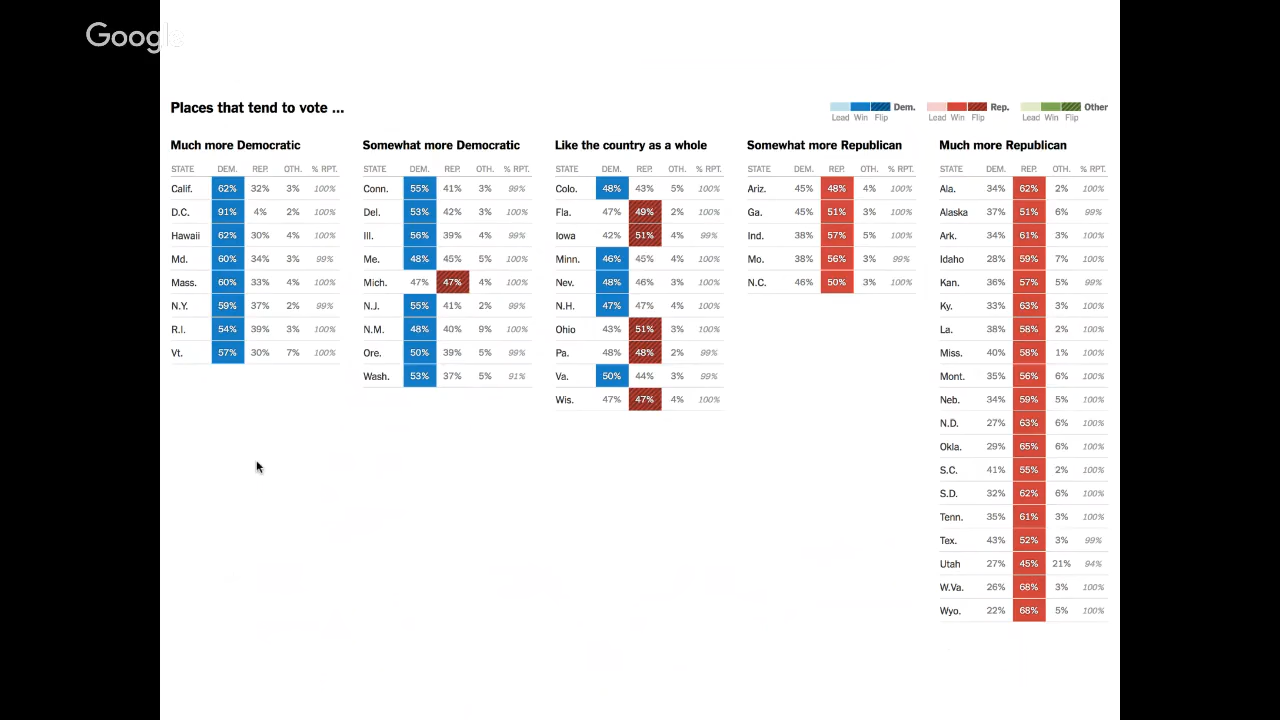 Google
Places that tend to vote ...
Dem. Rep. Other
Lead Win Flip Lead Win Flip Lead Win Flip
Much more Democratic
STATE DEM. REP. OTH. % RPT.
Calif. 62% 32% 3% 100%
D.C. 91% 4% 2% 100%
Hawaii 62% 30% 4% 100%
Md. 60% 34% 3% 99%
Mass. 60% 33% 4% 100%
N.Y. 59% 37% 2% 99%
R.I. 54% 39% 3% 100%
Vt. 57% 30% 7% 100%
Somewhat more Democratic
STATE DEM. REP. OTH. % RPT.
Conn. 55% 41% 3% 99%
Del. 53% 42% 3% 100%
Ill. 56% 39% 4% 99%
Me. 48% 45% 5% 100%
Mich. 47% 47% 4% 100%
N.J. 55% 41% 2% 99%
N.M. 48% 40% 9% 100%
Ore. 50% 39% 5% 99%
Wash. 53% 37% 5% 91%
Like the country as a whole
STATE DEM. REP. OTH. % RPT.
Colo. 48% 43% 5% 100%
Fla. 47% 49% 2% 100%
Iowa 42% 51% 4% 99%
Minn. 46% 45% 4% 100%
Nev. 48% 46% 3% 100%
N.H. 47% 47% 4% 100%
Ohio 43% 51% 3% 100%
Pa. 48% 48% 2% 99%
Va. 50% 44% 3% 99%
Wis. 47% 47% 4% 100%
Somewhat more Republican
STATE DEM. REP. OTH. % RPT.
Ariz. 45% 48% 4% 100%
Ga. 45% 51% 3% 100%
Ind. 38% 57% 5% 100%
Mo. 38% 56% 3% 99%
N.C. 46% 50% 3% 100%
Much more Republican
STATE DEM. REP. OTH. % RPT.
Ala. 34% 62% 2% 100%
Alaska 37% 51% 6% 99%
Ark. 34% 61% 3% 100%
Idaho 28% 59% 7% 100%
Kan. 36% 57% 5% 99%
Ky. 33% 63% 3% 100%
La. 38% 58% 2% 100%
Miss. 40% 58% 1% 100%
Mont. 35% 56% 6% 100%
Neb. 34% 59% 5% 100%
N.D. 27% 63% 6% 100%
Okla. 29% 65% 6% 100%
S.C. 41% 55% 2% 100%
S.D. 32% 62% 6% 100%
Tenn. 35% 61% 3% 100%
Tex. 43% 52% 3% 99%
Utah 27% 45% 21% 94%
W.Va. 26% 68% 3% 100%
Wyo. 22% 68% 5% 100%